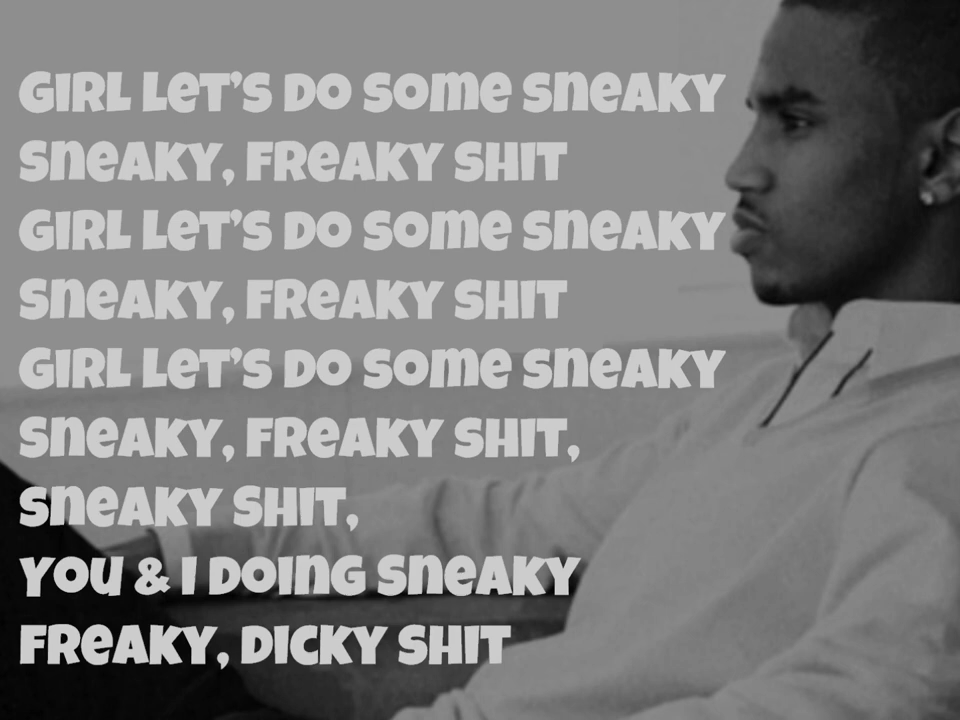 GIRL LET'S DO SOME SNEAKY
SNEAKY, FREAKY SHIT
GIRL LET'S DO SOME SNEAKY
SNEAKY, FREAKY SHIT
GIRL LET'S DO SOME SNEAKY
SNEAKY, FREAKY SHIT,
SNEAKY SHIT,
YOU & I DOING SNEAKY
FREAKY, DICKY SHIT